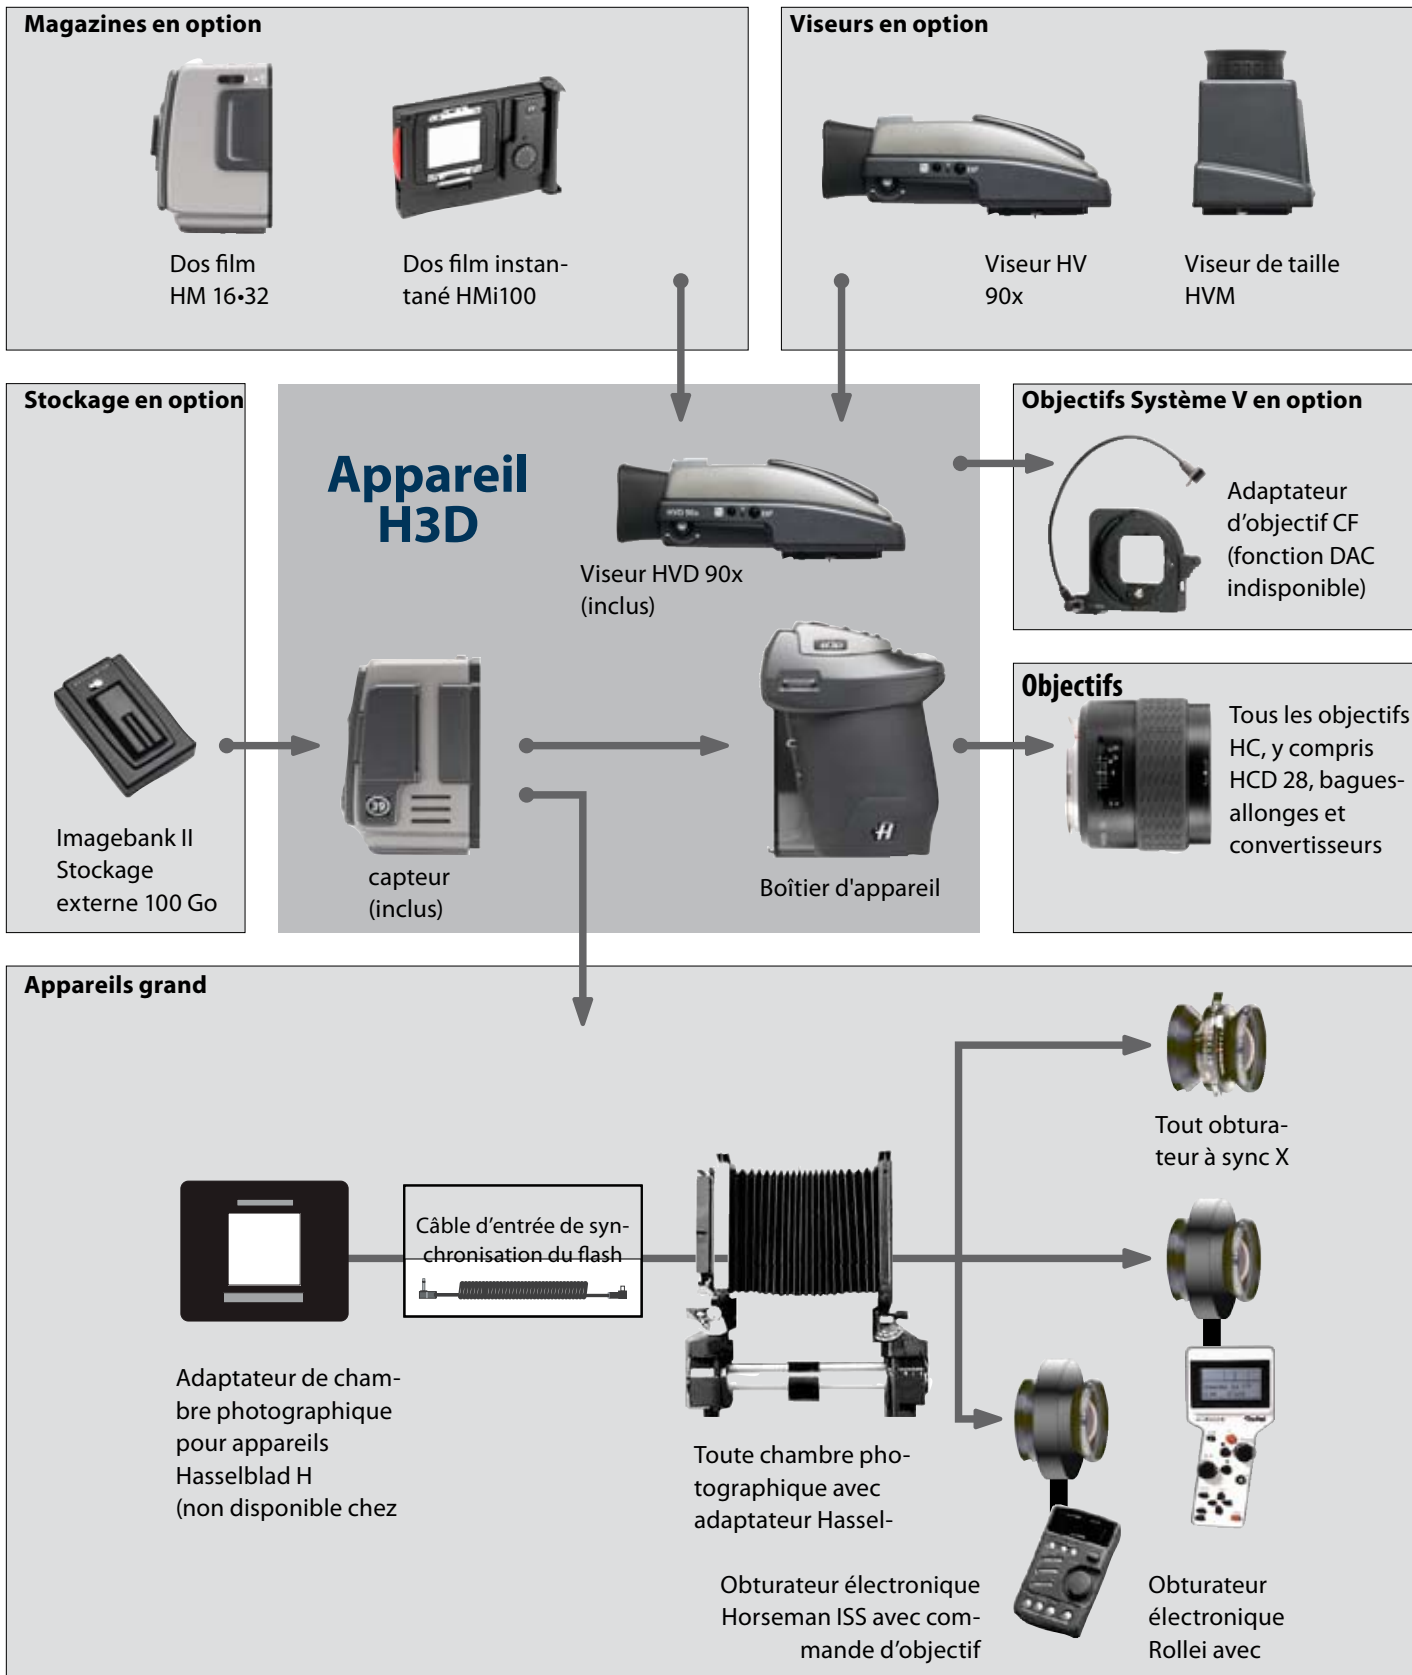 Magazines en option
Dos film
HM 16•32
Dos film instan-
tané HMi100
Viseurs en option
Viseur HV
90x
Viseur de taille
HVM
Stockage en option
Imagebank II
Stockage
externe 100 Go
Appareil
H3D
HVD 90x
Viseur HVD 90x
(inclus)
39
capteur
(inclus)
H3D
H
Boîtier d'appareil
Objectifs Système V en option
Adaptateur
d’objectif CF
(fonction DAC
indisponible)
Objectifs
Tous les objectifs
HC, y compris
HCD 28, bagues-
allonges et
convertisseurs
Appareils grand
Adaptateur de cham-
bre photographique
pour appareils
Hasselblad H
(non disponible chez
Câble d’entrée de syn-
chronisation du flash
Toute chambre pho-
tographique avec
adaptateur Hassel-
Tout obtura-
teur à sync X
Obturateur électronique
Horseman ISS avec com-
mande d’objectif
Rollei
Obturateur
électronique
Rollei avec